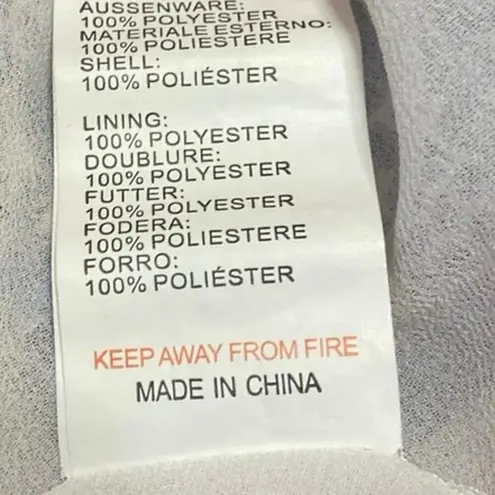 AUSSENWARE:
100% POLYESTER
MATERIALE ESTERNO:
100% POLIESTERE
SHELL:
100% POLIÉSTER
LINING:
100% POLYESTER
DOUBLURE:
100% POLYESTER
FUTTER:
100% POLYESTER
FODERA:
100% POLIESTERE
FORRO:
100% POLIÉSTER
KEEP AWAY FROM FIRE
MADE IN CHINA